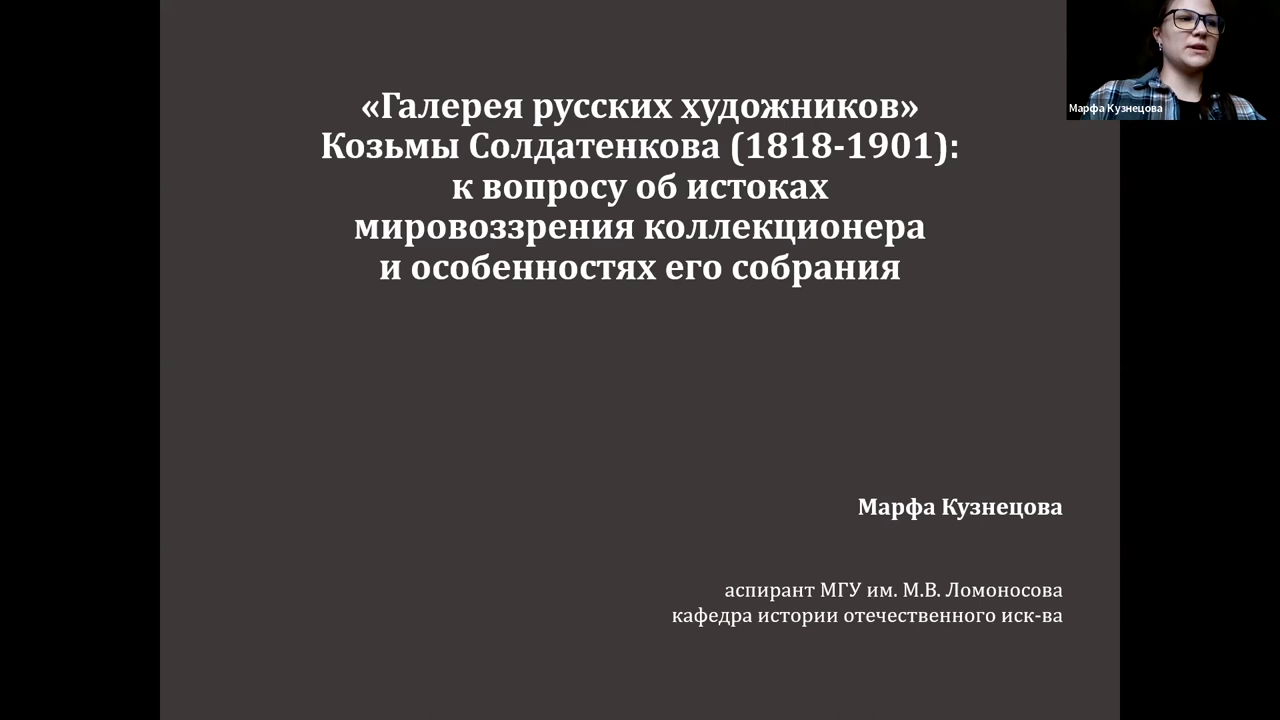 «Галерея русских художников»
Козьмы Солдатенкова (1818-1901):
к вопросу об истоках
мировоззрения коллекционера
и особенностях его собрания
Марфа Кузнецова
Марфа Кузнецова
аспирант МГУ им. М.В. Ломоносова
кафедра истории отечественного иск-ва